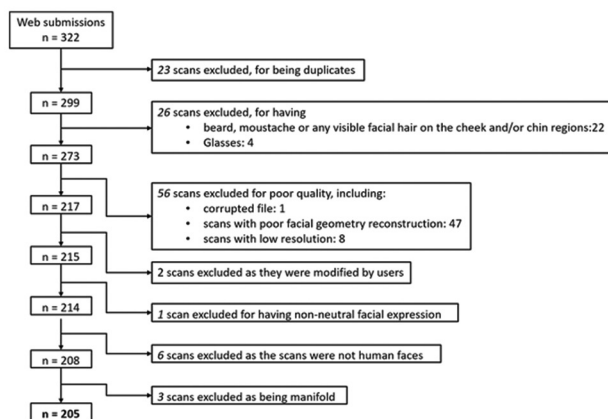 Web submissions
n = 322
23 scans excluded, for being duplicates
n = 299
26 scans excluded, for having
• beard, moustache or any visible facial hair on the cheek and/or chin regions:22
• Glasses: 4
n = 273
56 scans excluded for poor quality, including:
• corrupted file: 1
• scans with poor facial geometry reconstruction: 47
• scans with low resolution: 8
n = 217
2 scans excluded as they were modified by users
n = 215
1 scan excluded for having non-neutral facial expression
n = 214
6 scans excluded as the scans were not human faces
n = 208
3 scans excluded as being manifold
n = 205